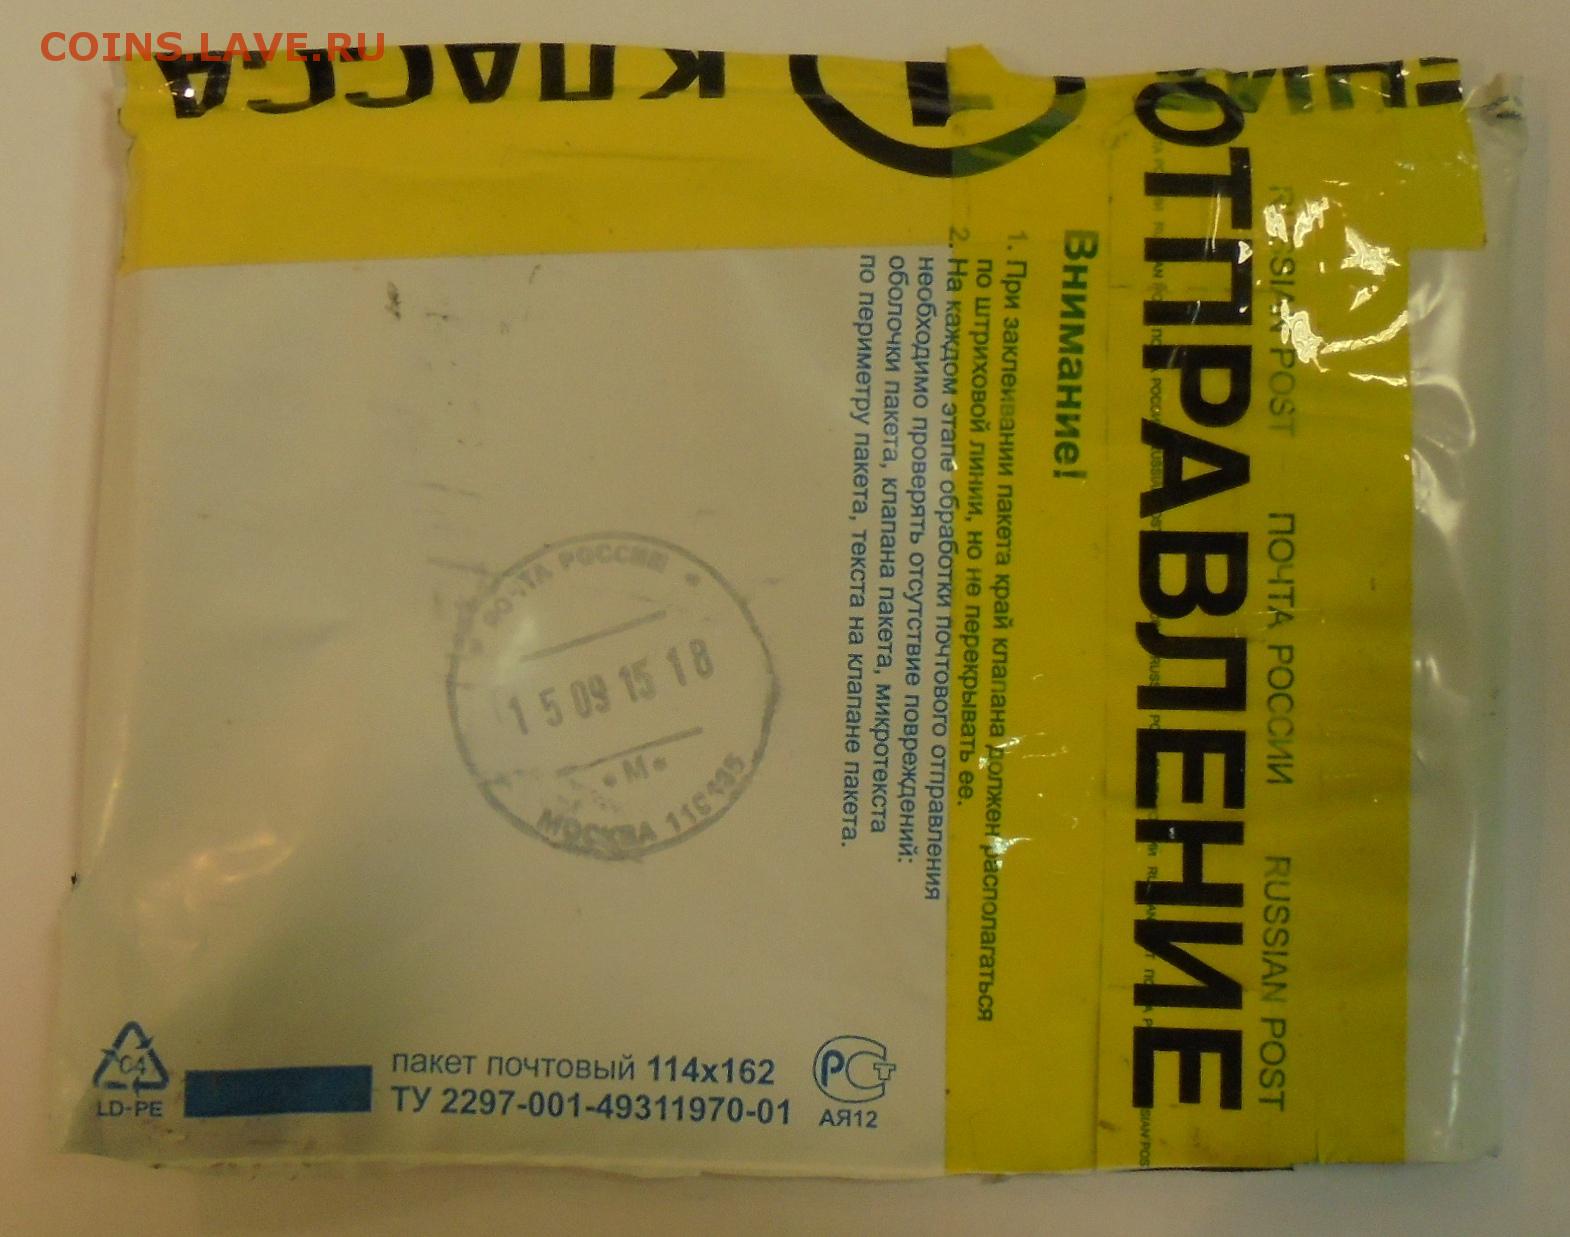 COINS.LAVE.RU
КЛАССА
1
ОТПРАВЛЕНИЕ
RUSSIAN POST ПОЧТА РОССИИ RUSSIAN POST
Внимание!
1. При заклеивании пакета край клапана должен располагаться
по штриховой линии, но не перекрывать ее.
2. На каждом этапе обработки почтового отправления
необходимо проверять отсутствие повреждений:
оболочки пакета, клапана пакета, микротекста
по периметру пакета, текста на клапане пакета.
ПОЧТА РОССИИ
15 09 15 18
* М *
МОСКВА
C4
LD-PE
пакет почтовый 114х162
ТУ 2297-001-49311970-01
РСТ
АЯ12